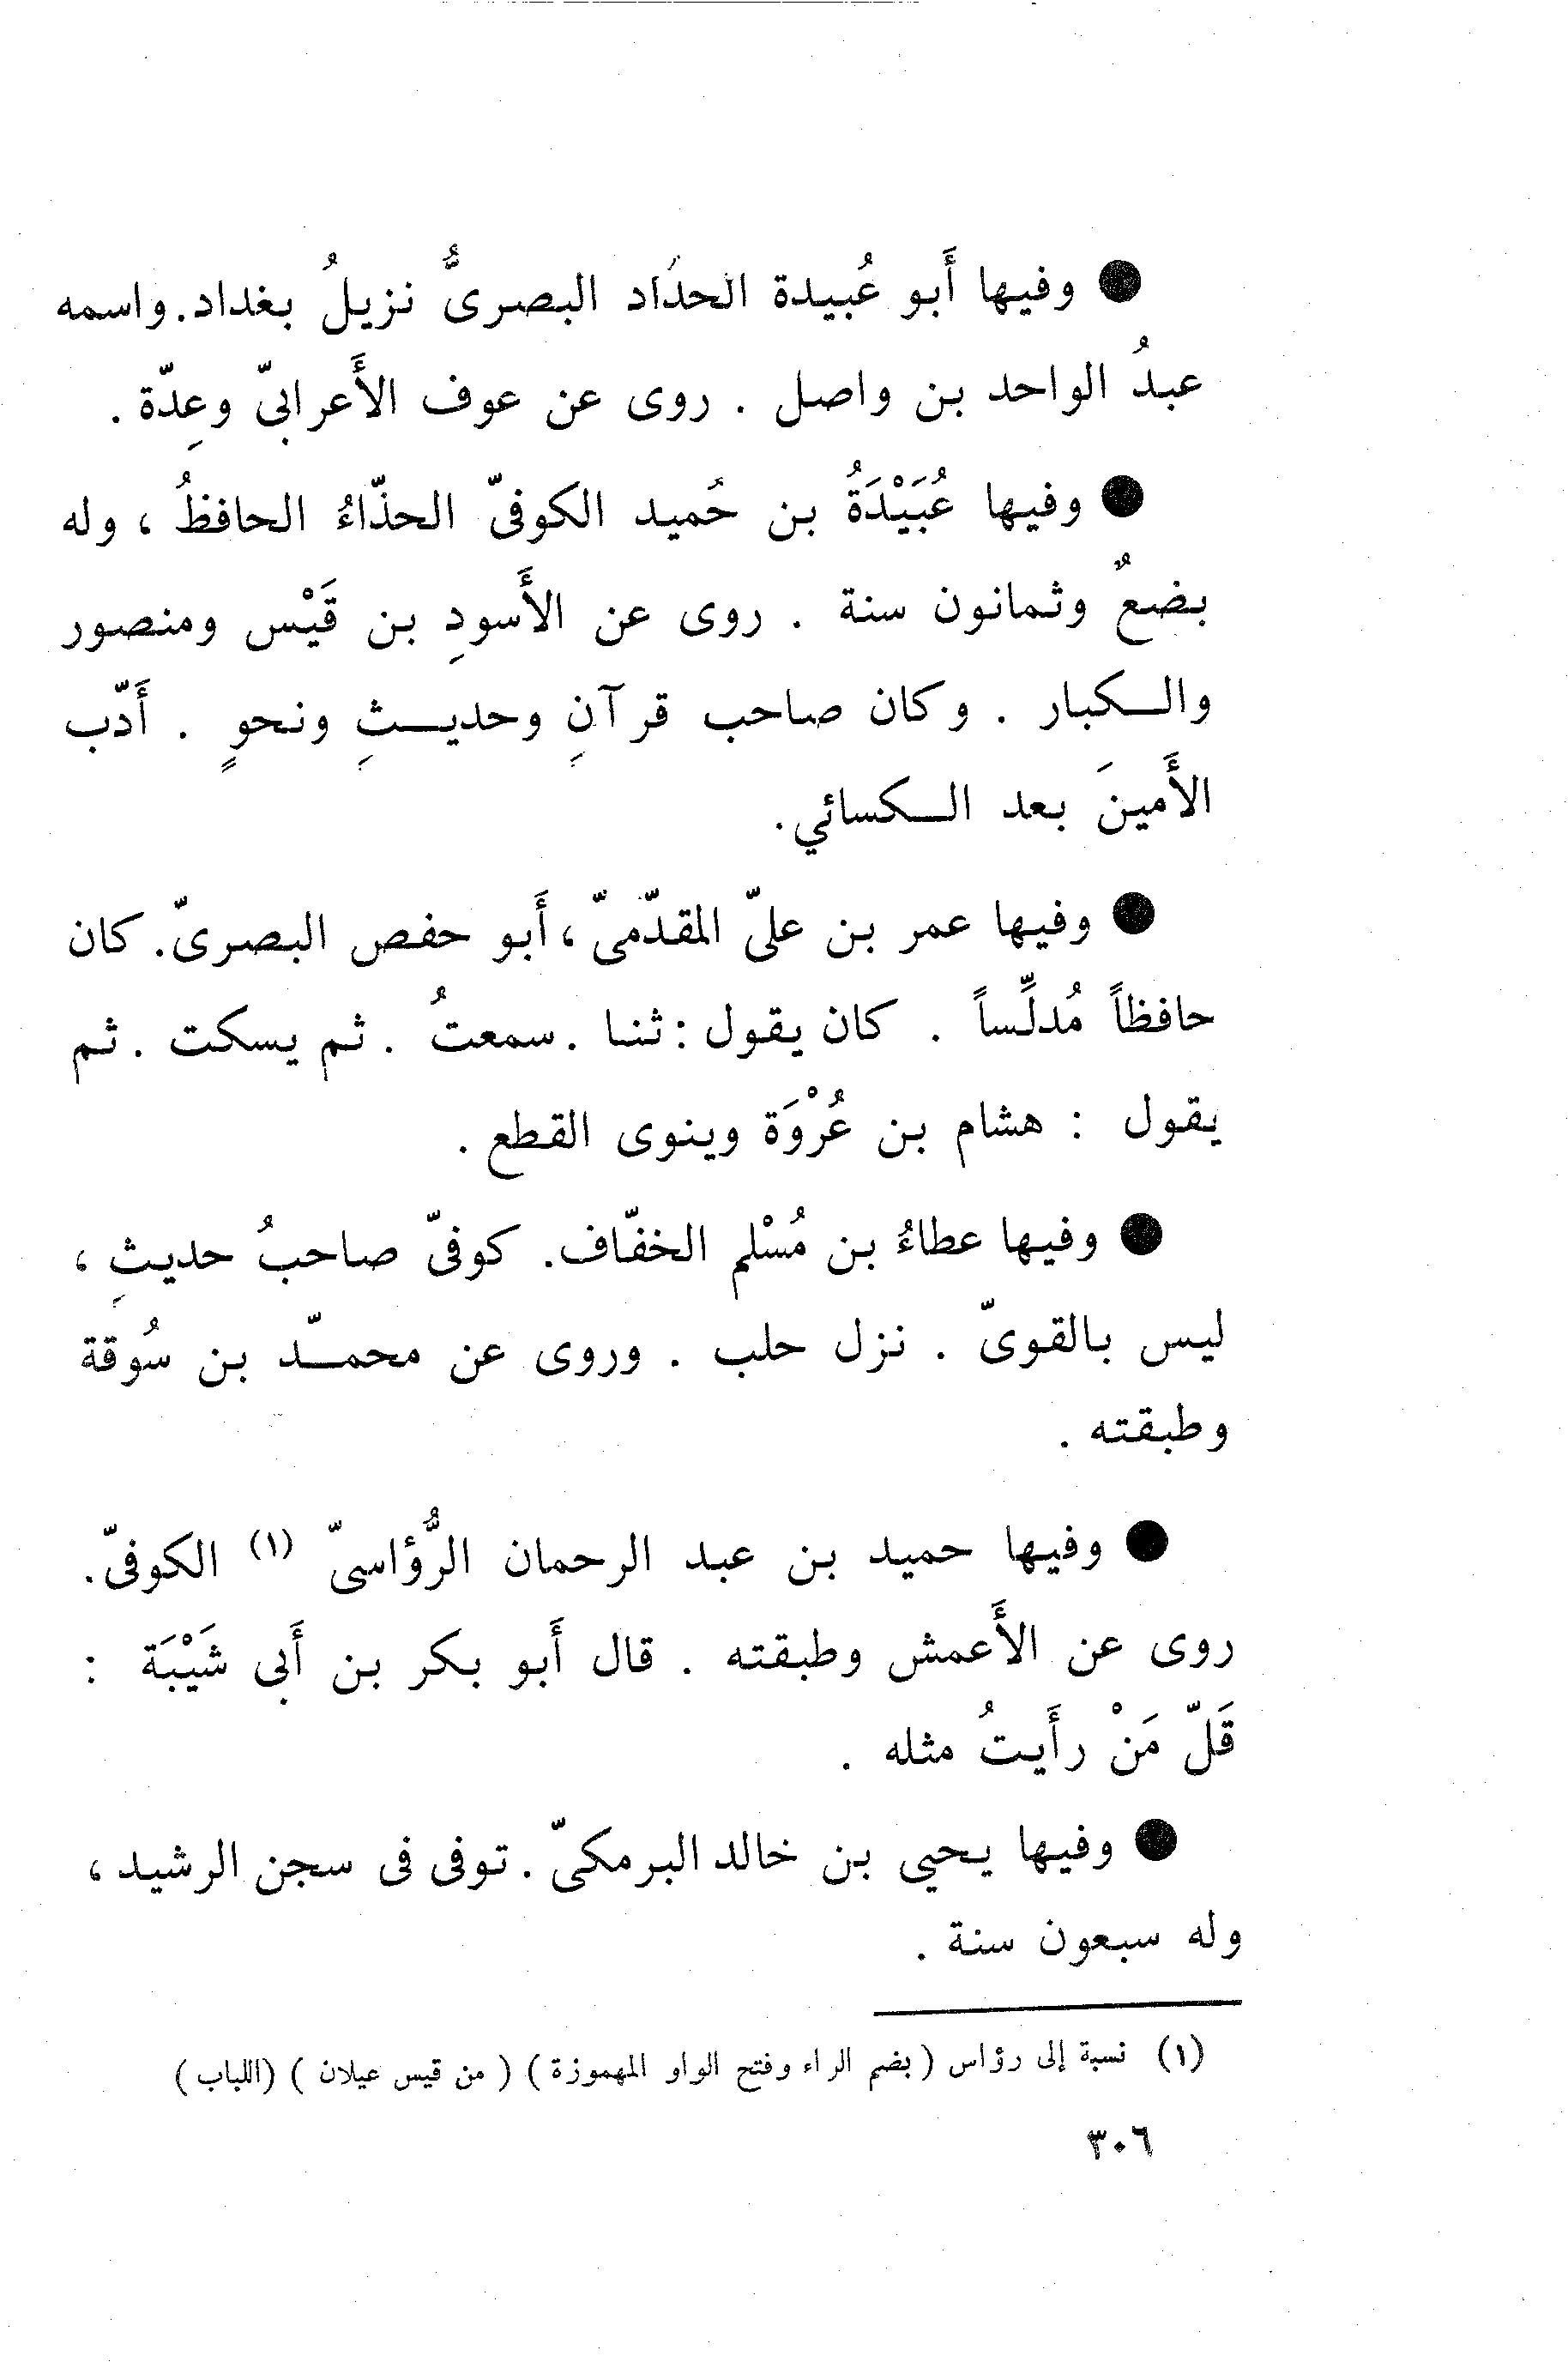 ● وفيها أَبو عُبيدة الحدَاد البصرىُّ نزيلُ بغداد. واسمه
عبدُ الواحد بن واصل . روى عن عوف الأَعرابىّ وعِدّة .
● وفيها عُبَيْدَةُ بن حُميد الكوفىّ الحذّاءُ الحافظُ ، وله
بضعٌ وثمانون سنة . روى عن الأَسودِ بن قَيْس ومنصور
والـكبار . وكان صاحب قرآنٍ وحديـثٍ ونحوٍ . أَدّب
الأَمينَ بعد الـكسائي.
● وفيها عمر بن علىّ المقدّمىّ ، أَبو حفص البصرىّ. كان
حافظاً مُدلِّساً . كان يقول : ثنا . سمعتُ . ثم يسكت . ثم
يقول : هشام بن عُرْوَة وينوى القطع .
● وفيها عطاءُ بن مُسْلم الخفّاف. كوفىّ صاحبُ حديثٍ ،
ليس بالقوىّ . نزل حلب . وروى عن محمـّد بن سُوقة
وطبقته .
● وفيها حميد بن عبد الرحمان الرُّؤاسىّ (١) الكوفىّ.
روى عن الأَعمش وطبقته . قال أَبو بكر بن أَبى شَيْبَة :
قَلّ مَنْ رأَيتُ مثله .
● وفيها يحيي بن خالد البرمكىّ . توفى فى سجن الرشيد ،
وله سبعون سنة .
(١) نسبة إلى رؤاس ( بضم الراء وفتح الواو المهموزة ) ( من قيس عيلان ) (اللباب )
٣٠٦